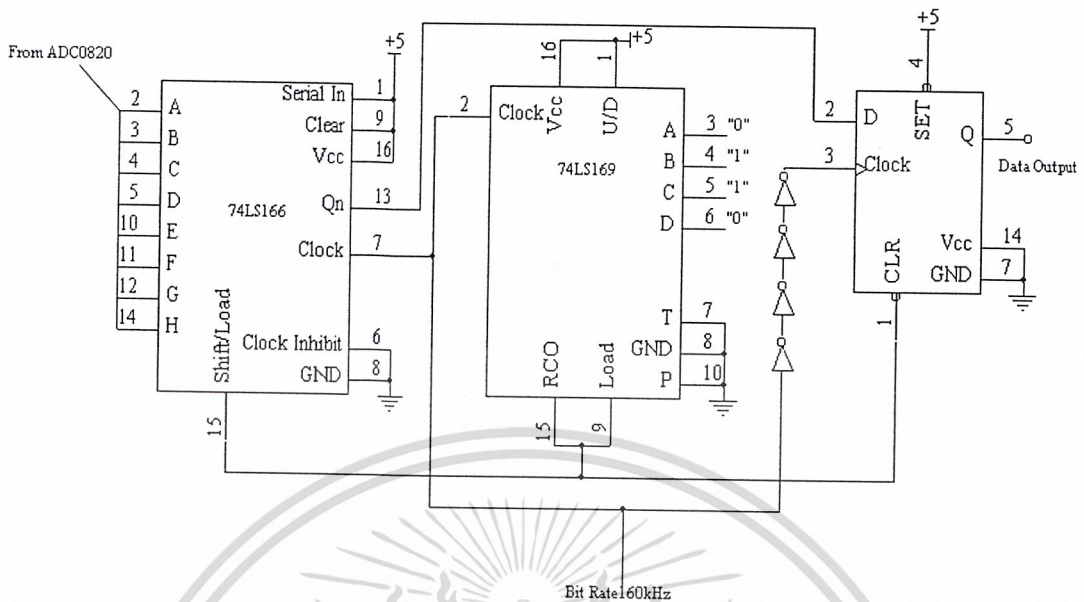 From ADC0820
+5
2 A
3 B
4 C
5 D
10 E
11 F
12 G
14 H
Serial In 1
Clear 9
Vcc 16
Qn 13
74LS166
Clock 7
Clock Inhibit 6
GND 8
Shift/Load
15
+5
16
1
2 Clock
Vcc
U/D
74LS169
A 3 "0"
B 4 "1"
C 5 "1"
D 6 "0"
T 7
GND 8
P 10
RCO
Load
15
9
+5
4
2 D
SET
Q 5
3 Clock
Data Output
Vcc 14
GND 7
CLR
1
Bit Rate160kHz